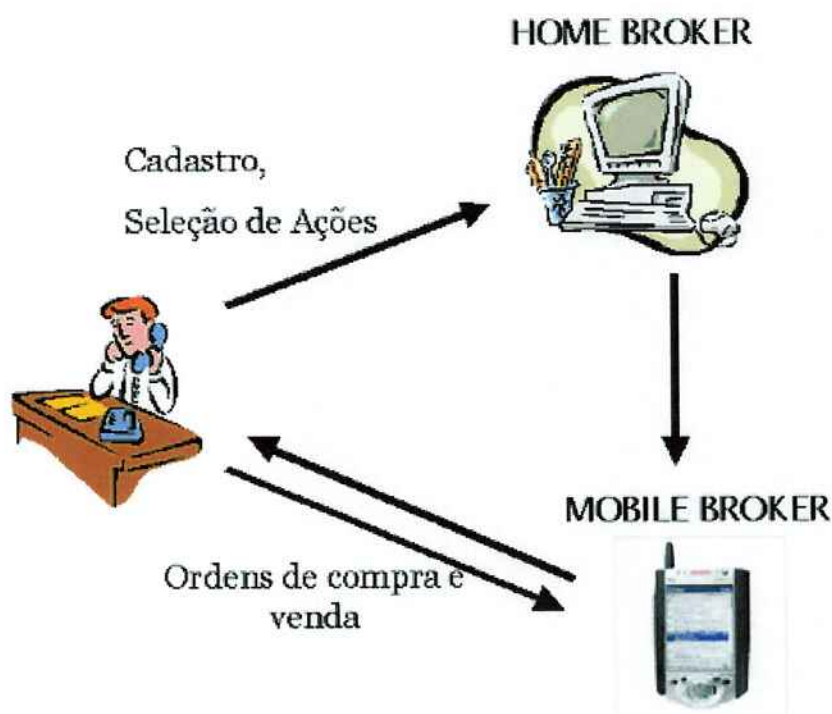 HOME BROKER
Cadastro,
Seleção de Ações
MOBILE BROKER
Ordens de compra e
venda